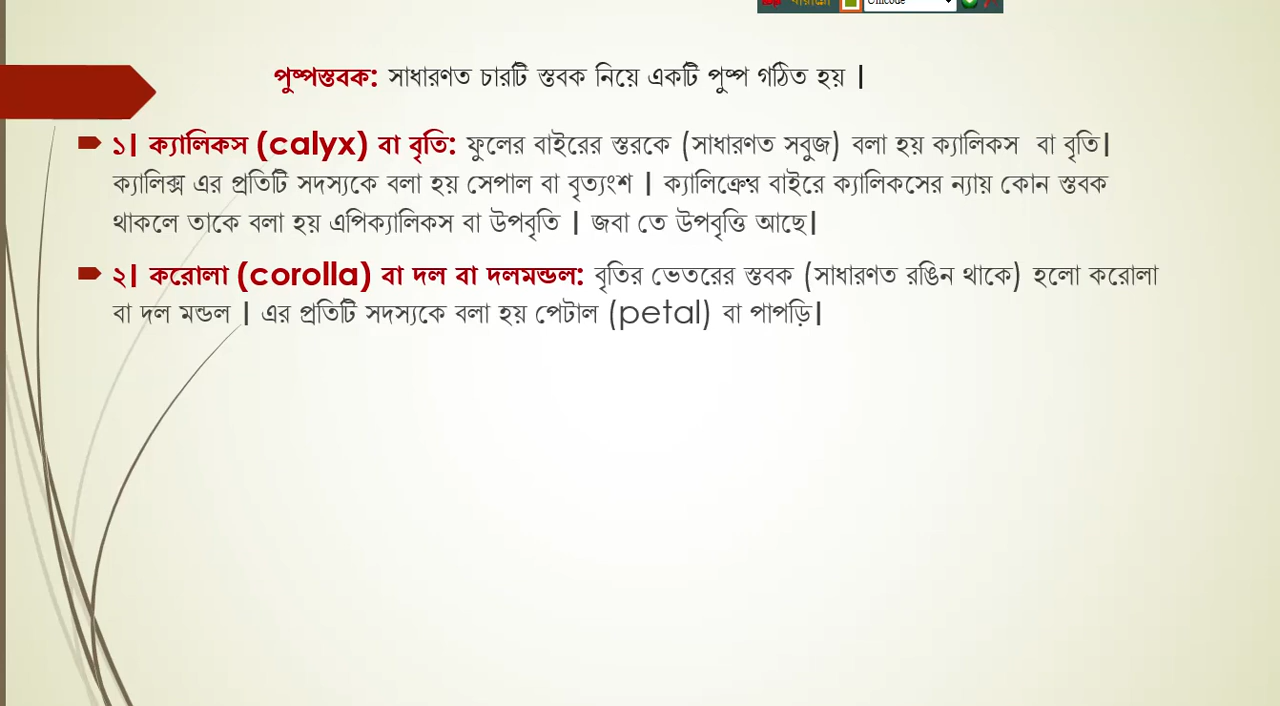 Unicode
পুষ্পস্তবক: সাধারণত চারটি স্তবক নিয়ে একটি পুষ্প গঠিত হয় |
১| ক্যালিকস (calyx) বা বৃতি: ফুলের বাইরের স্তরকে (সাধারণত সবুজ) বলা হয় ক্যালিকস বা বৃতি|
ক্যালিক্স এর প্রতিটি সদস্যকে বলা হয় সেপাল বা বৃত্যংশ | ক্যালিক্রের বাইরে ক্যালিকসের ন্যায় কোন স্তবক
থাকলে তাকে বলা হয় এপিক্যালিকস বা উপবৃতি | জবা তে উপবৃত্তি আছে|
২| করোলা (corolla) বা দল বা দলমন্ডল: বৃতির ভেতরের স্তবক (সাধারণত রঙিন থাকে) হলো করোলা
বা দল মন্ডল | এর প্রতিটি সদস্যকে বলা হয় পেটাল (petal) বা পাপড়ি|